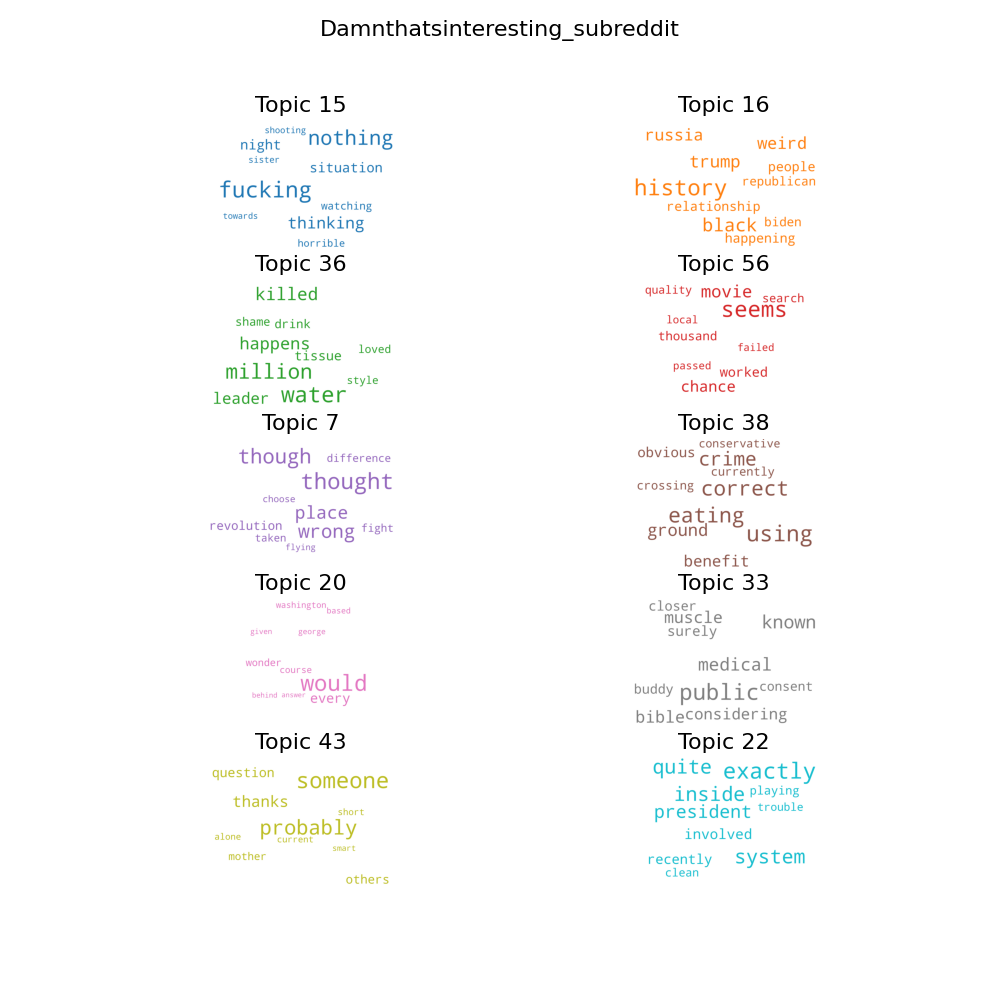 Damnthatsinteresting_subreddit
Topic 15
shooting
nothing
night
sister
situation
fucking
watching
towards
thinking
horrible
Topic 16
russia
weird
trump
people
republican
history
relationship
black
biden
happening
Topic 36
killed
shame
drink
happens
tissue
loved
million
style
leader
water
Topic 56
quality
movie
search
seems
local
thousand
failed
passed
worked
chance
Topic 7
though
difference
thought
choose
place
revolution
wrong
fight
taken
flying
Topic 38
conservative
obvious
crime
currently
crossing
correct
eating
ground
using
benefit
Topic 20
washington
based
given
george
wonder
course
would
behind
answer
every
Topic 33
closer
muscle
surely
known
medical
buddy
public
consent
bible
considering
Topic 43
question
someone
thanks
short
probably
alone
current
smart
mother
others
Topic 22
quite
exactly
inside
playing
president
trouble
involved
recently
system
clean